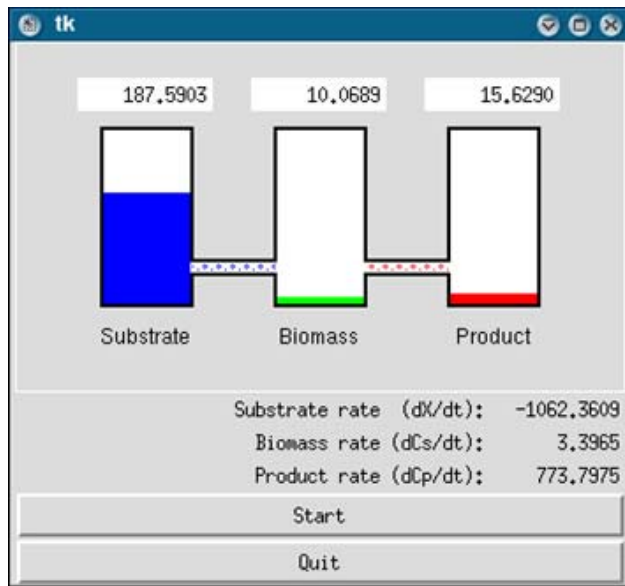 tk
187.5903 10.0689 15.6290
Substrate Biomass Product
Substrate rate (dX/dt): -1062.3609
Biomass rate (dCs/dt): 3.3965
Product rate (dCp/dt): 773.7975
Start
Quit